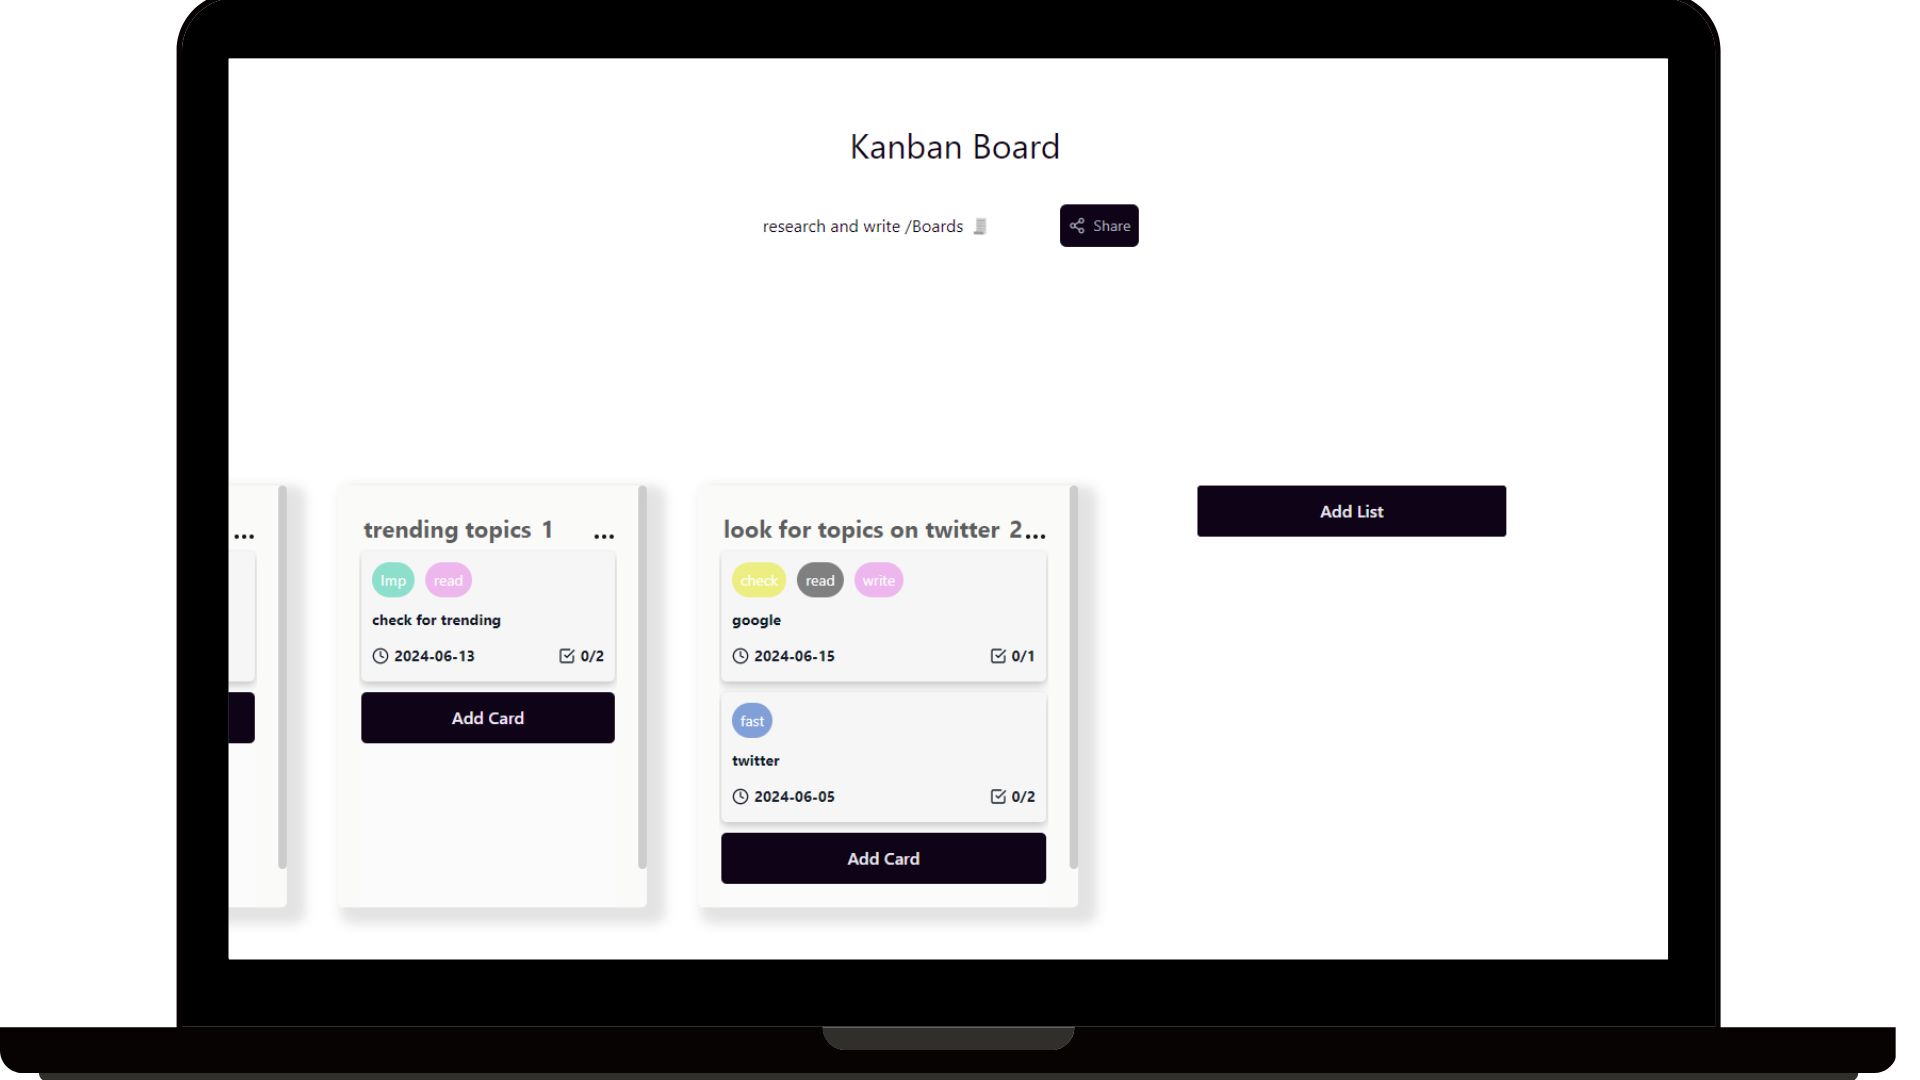 Kanban Board
research and write /Boards
Share
...
trending topics 1 ...
Imp read
check for trending
2024-06-13 0/2
Add Card
look for topics on twitter 2...
check read write
google
2024-06-15 0/1
fast
twitter
2024-06-05 0/2
Add Card
Add List